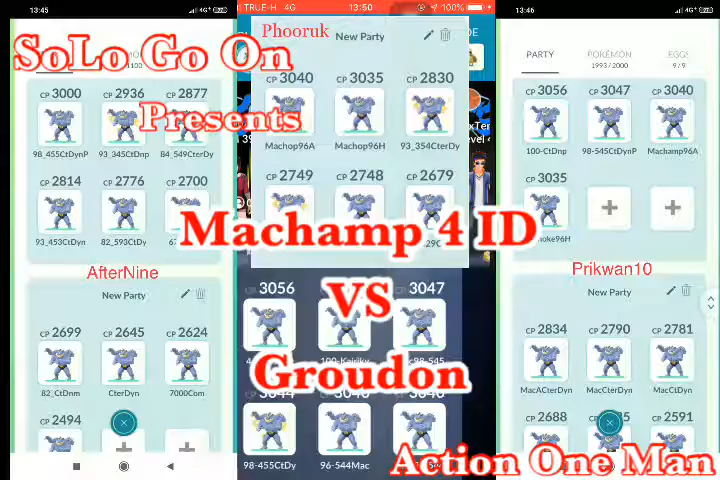 13:45
4G+
SoLo Go On
Presents
1100
CP 3000
CP 2936
CP 2877
98_455CtDynP
93_345CtDnp
84_549CterDy
CP 2814
CP 2776
CP 2700
93_453CtDyn
82_593CtDy
AfterNine
New Party
CP 2699
CP 2645
CP 2624
82_CtDnm
CterDyn
7000Com
CP 2494
TRUE-H 4G
13:50
100%
Phooruk
New Party
CP 3040
CP 3035
CP 2830
Machop96A
Machop96H
93_354CterDy
CP 2749
CP 2748
CP 2679
Machamp 4 ID
VS
Groudon
CP 3056
CP 3047
98-455CtDy
96-544Mac
13:46
4G+
PARTY
POKÉMON
1993 / 2000
EGGS
9 / 9
CP 3056
CP 3047
CP 3040
100-CtDnp
98-545CtDynP
Machamp96A
CP 3035
Prikwan10
New Party
CP 2834
CP 2790
CP 2781
MacACterDyn
MacCterDyn
MacCtDyn
CP 2688
CP 2591
Action One Man